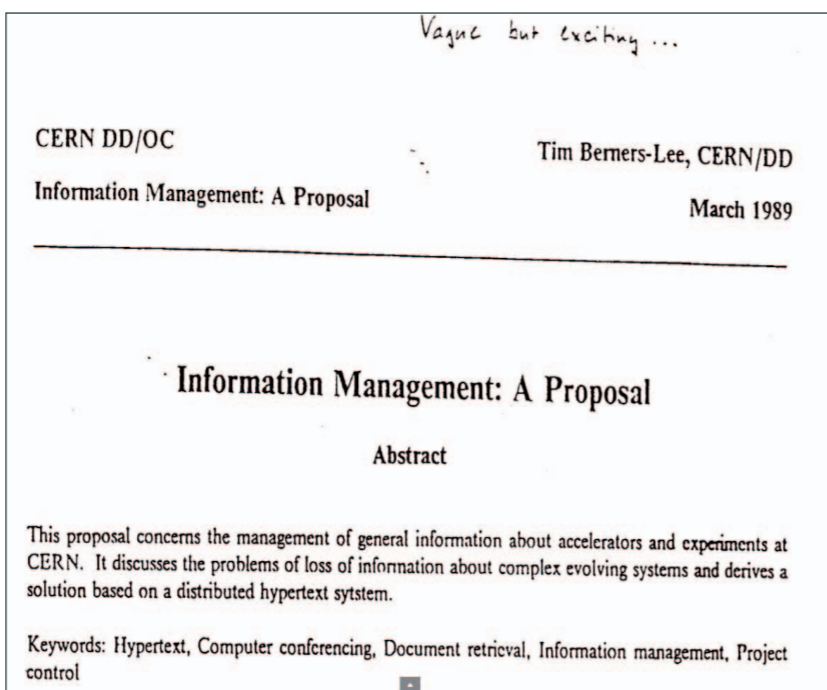 Vague but exciting ...
CERN DD/OC
Tim Berners-Lee, CERN/DD
Information Management: A Proposal
March 1989
Information Management: A Proposal
Abstract
This proposal concerns the management of general information about accelerators and experiments at
CERN. It discusses the problems of loss of information about complex evolving systems and derives a
solution based on a distributed hypertext sytstem.
Keywords: Hypertext, Computer conferencing, Document retrieval, Information management, Project
control